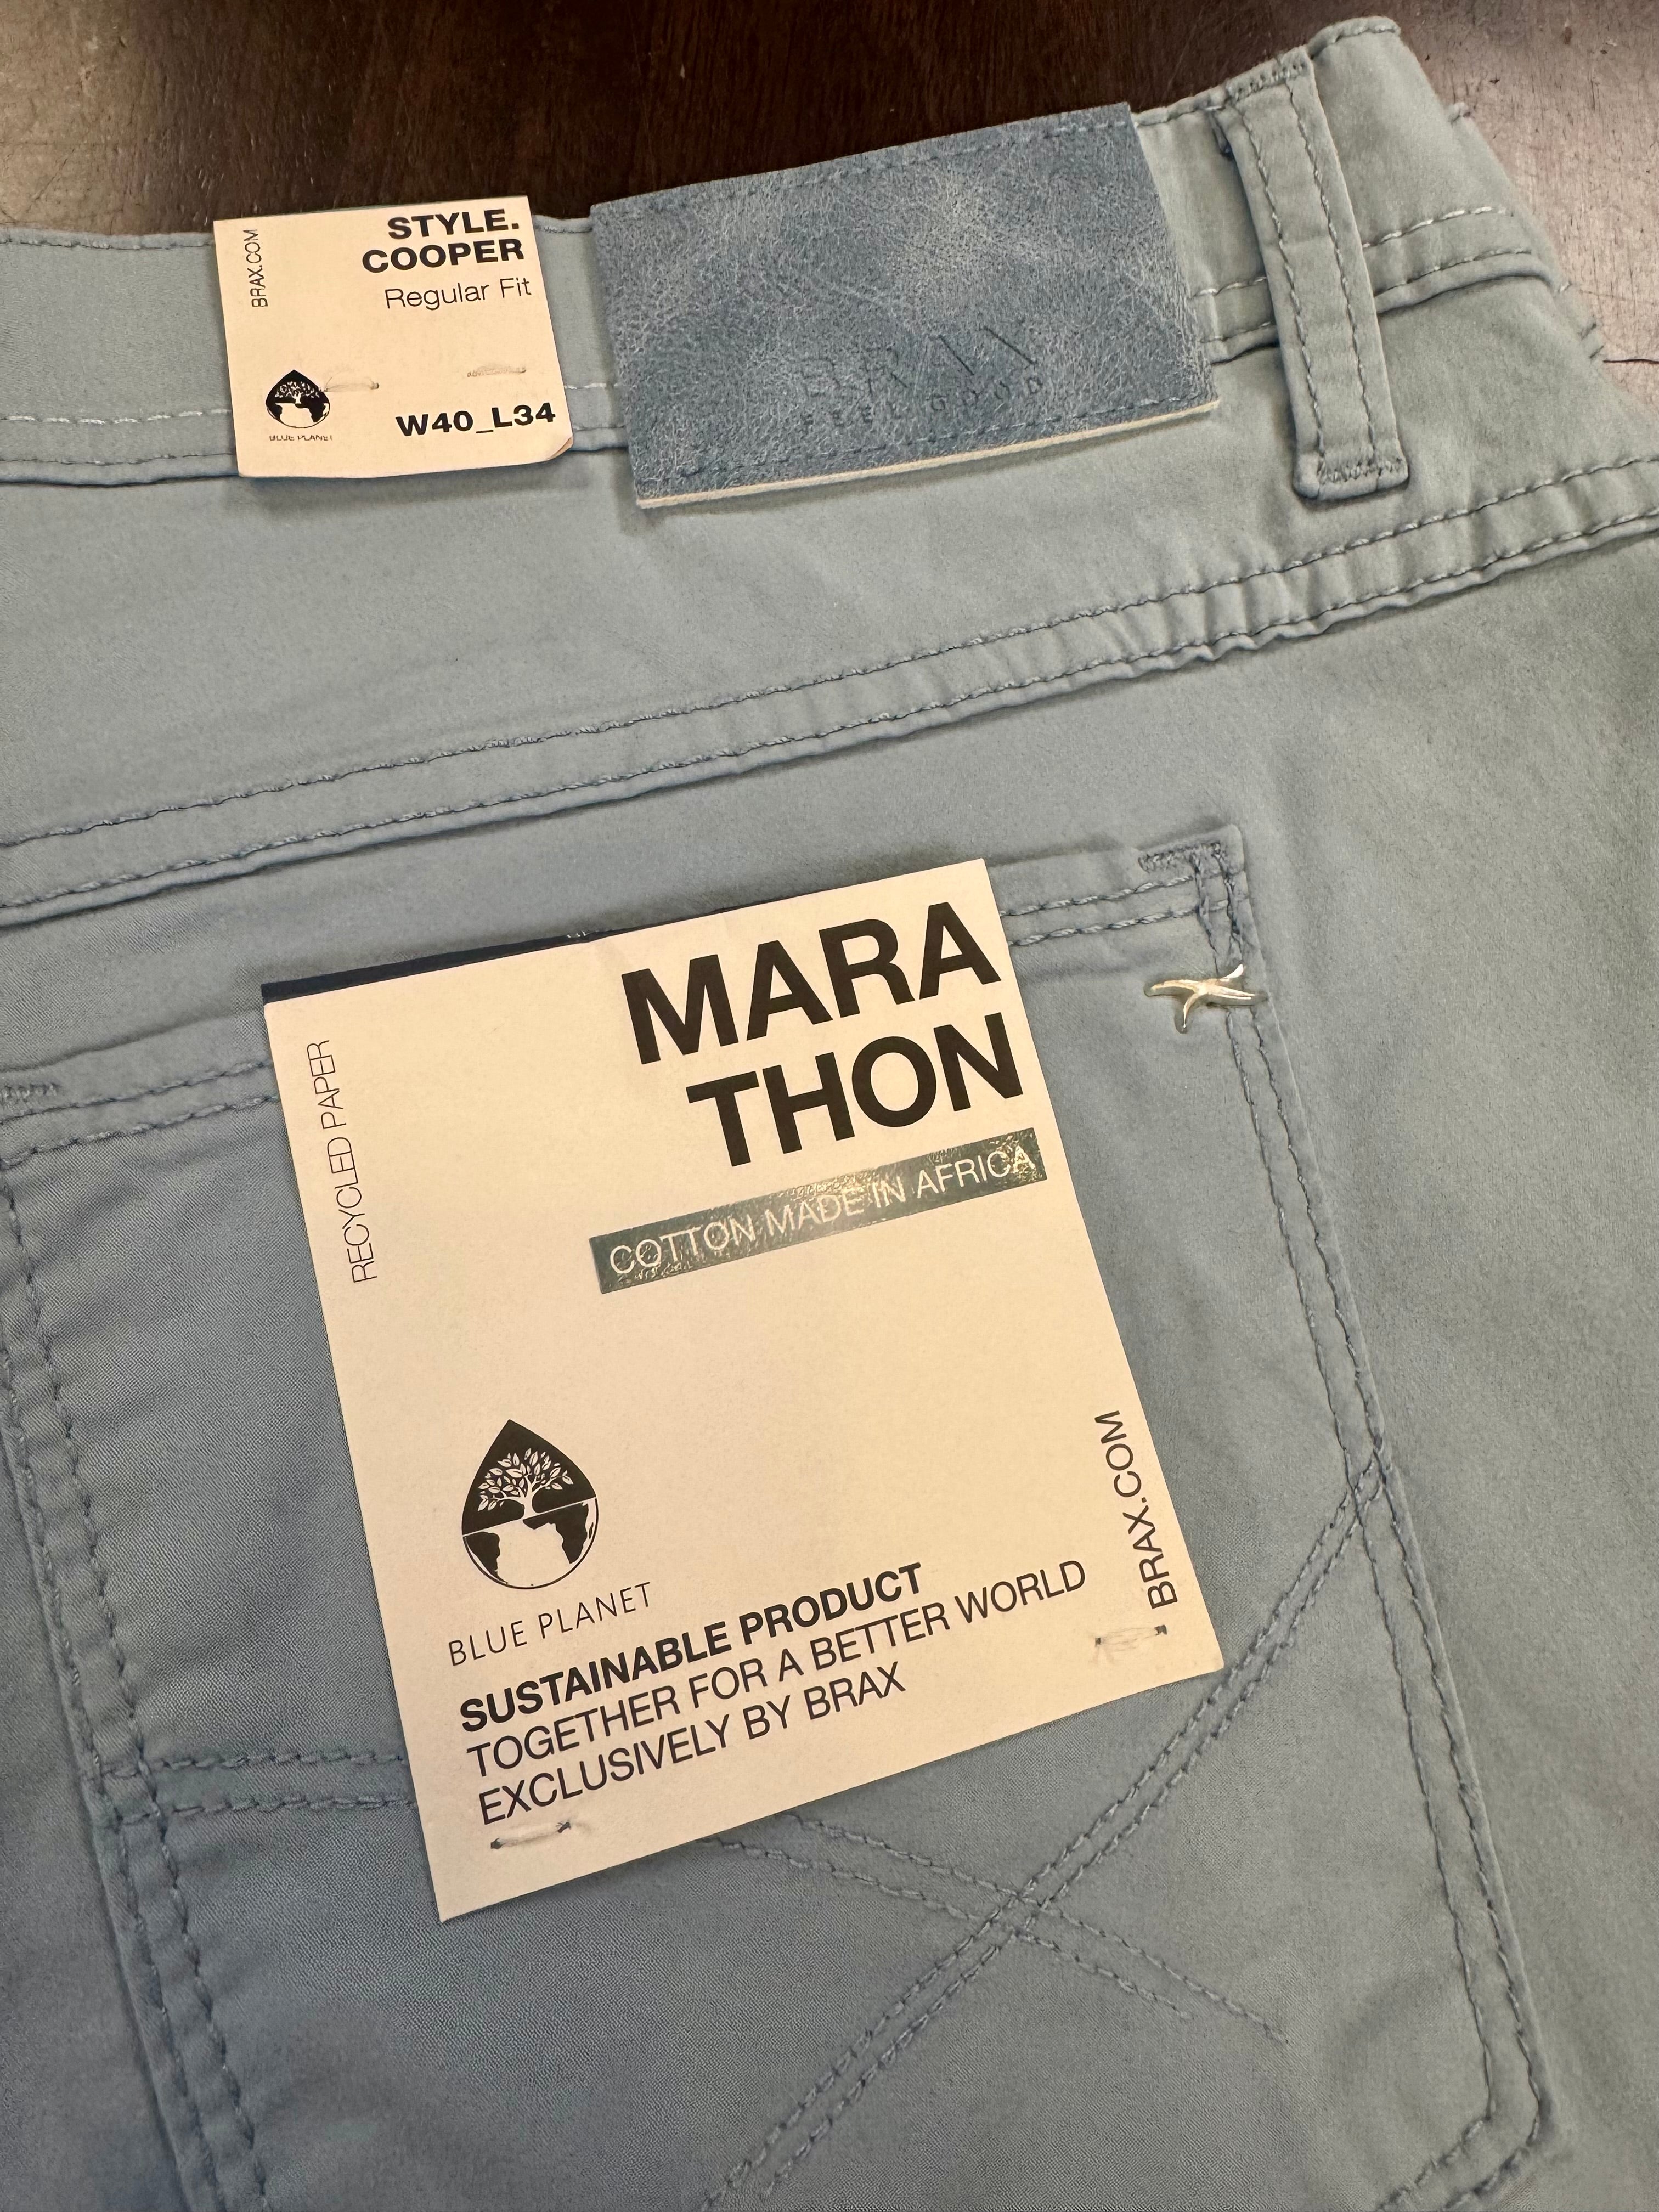 STYLE.
COOPER
Regular Fit
BRAX.COM
BLUE PLANET
W40_L34
BRAX
FEEL GOOD
MARA
THON
COTTON MADE IN AFRICA
RECYCLED PAPER
BLUE PLANET
SUSTAINABLE PRODUCT
TOGETHER FOR A BETTER WORLD
EXCLUSIVELY BY BRAX
BRAX.COM